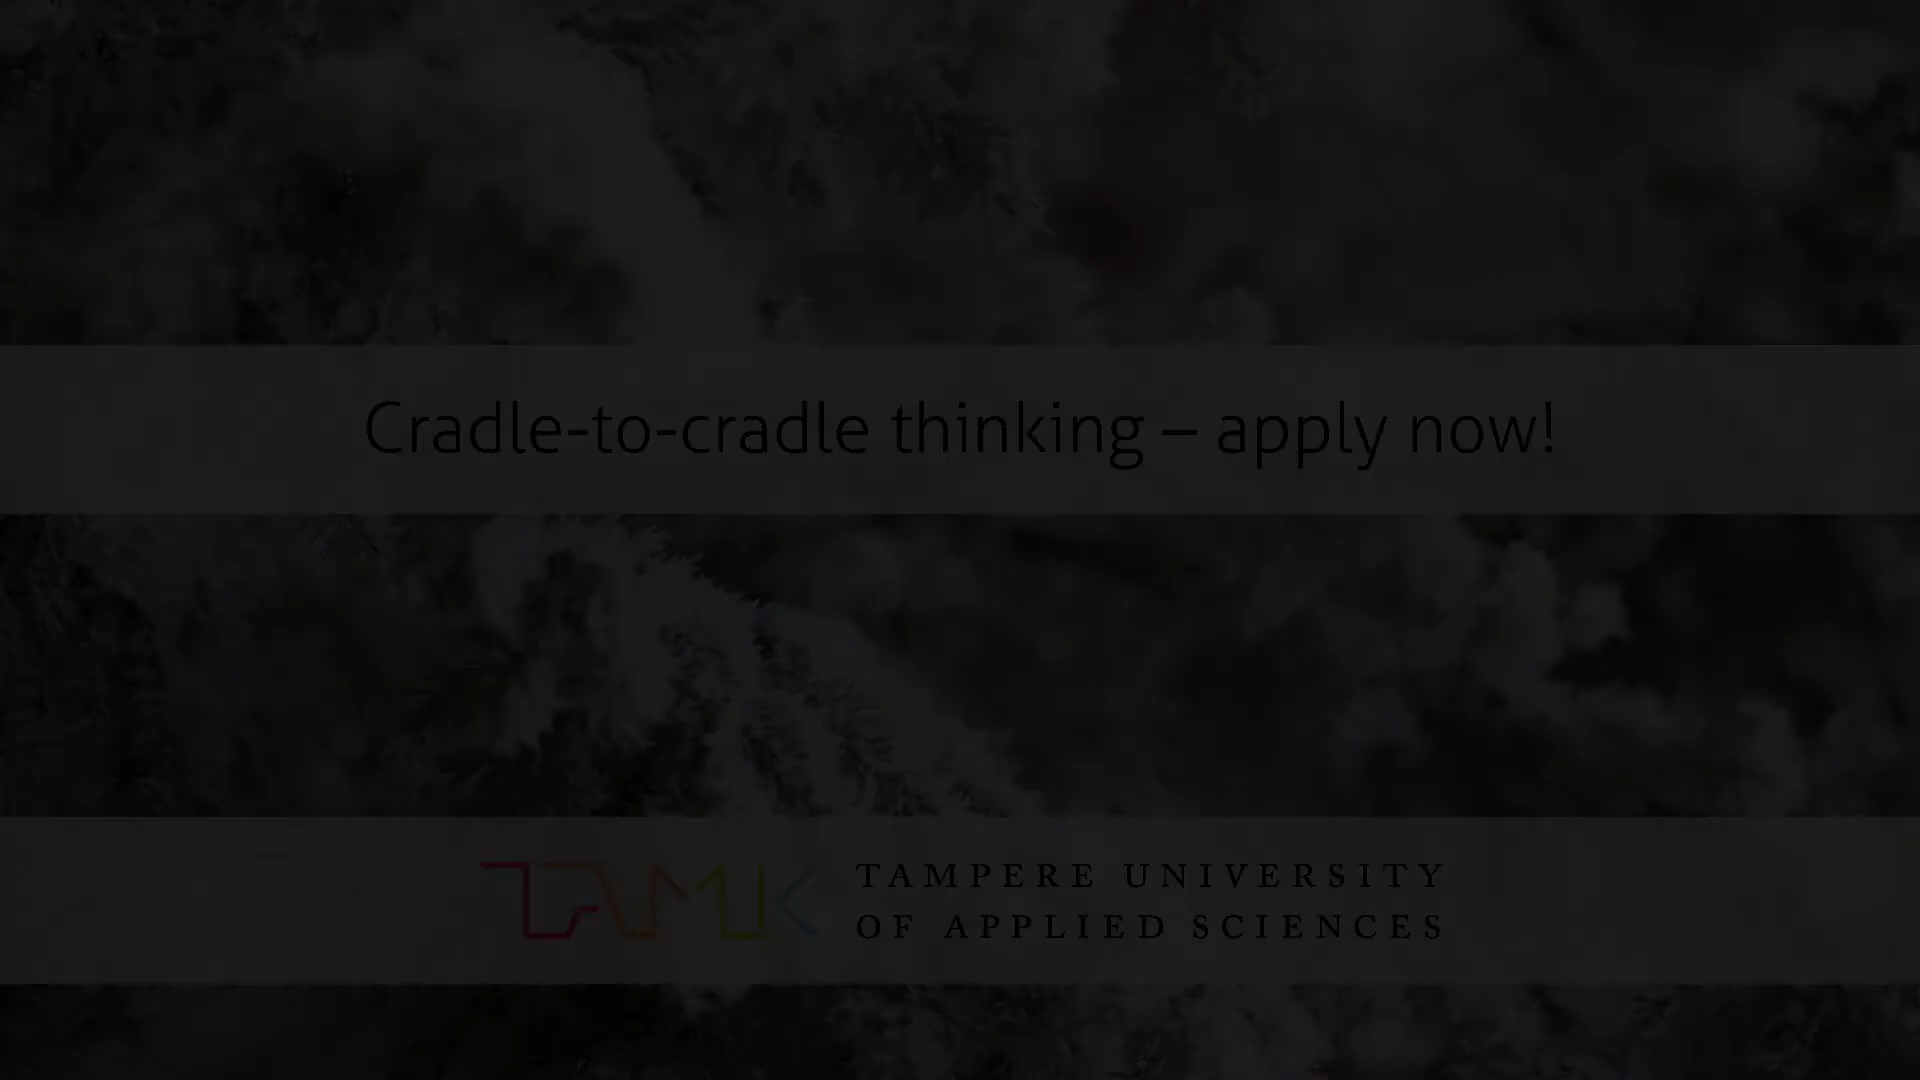 Cradle-to-cradle thinking – apply now!
TAMK
TAMPERE UNIVERSITY
OF APPLIED SCIENCES